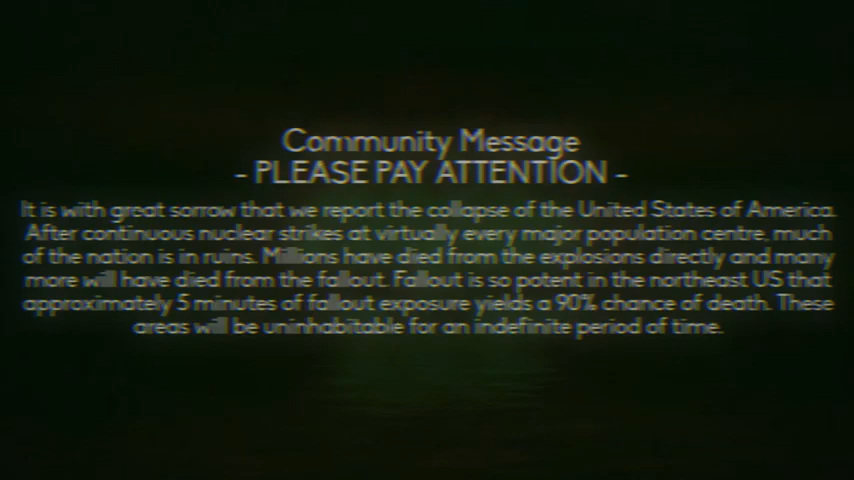 Community Message
- PLEASE PAY ATTENTION -
It is with great sorrow that we report the collapse of the United States of America.
After continuous nuclear strikes at virtually every major population centre, much
of the nation is in ruins. Millions have died from the explosions directly and many
more will have died from the fallout. Fallout is so potent in the northeast US that
approximately 5 minutes of fallout exposure yields a 90% chance of death. These
areas will be uninhabitable for an indefinite period of time.